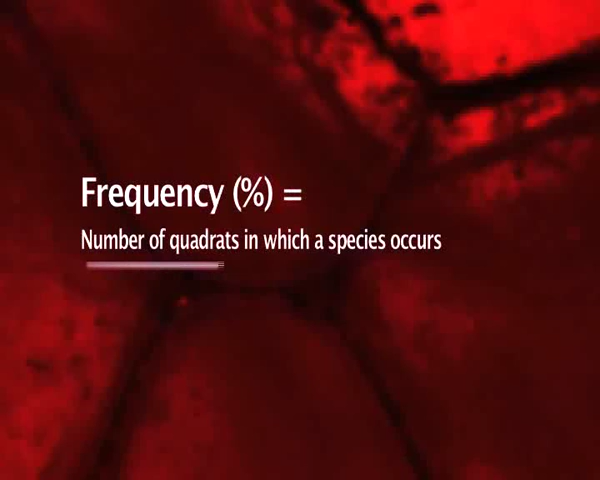 Frequency (%) =
Number of quadrats in which a species occurs